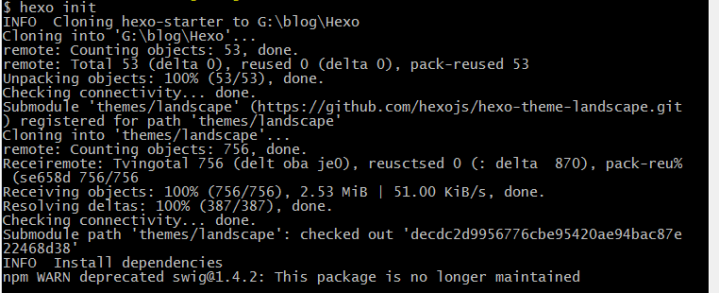 $ hexo init
INFO  Cloning hexo-starter to G:\blog\Hexo
Cloning into 'G:\blog\Hexo'...
remote: Counting objects: 53, done.
remote: Total 53 (delta 0), reused 0 (delta 0), pack-reused 53
Unpacking objects: 100% (53/53), done.
Checking connectivity... done.
Submodule 'themes/landscape' (https://github.com/hexojs/hexo-theme-landscape.git
) registered for path 'themes/landscape'
Cloning into 'themes/landscape'...
remote: Counting objects: 756, done.
Receiremote: Tvingotal 756 (delt oba je0), reusctsed 0 (: delta  870), pack-reu%
 (se658d 756/756
Receiving objects: 100% (756/756), 2.53 MiB | 51.00 KiB/s, done.
Resolving deltas: 100% (387/387), done.
Checking connectivity... done.
Submodule path 'themes/landscape': checked out 'decdc2d9956776cbe95420ae94bac87e
22468d38'
INFO  Install dependencies
npm WARN deprecated swig@1.4.2: This package is no longer maintained